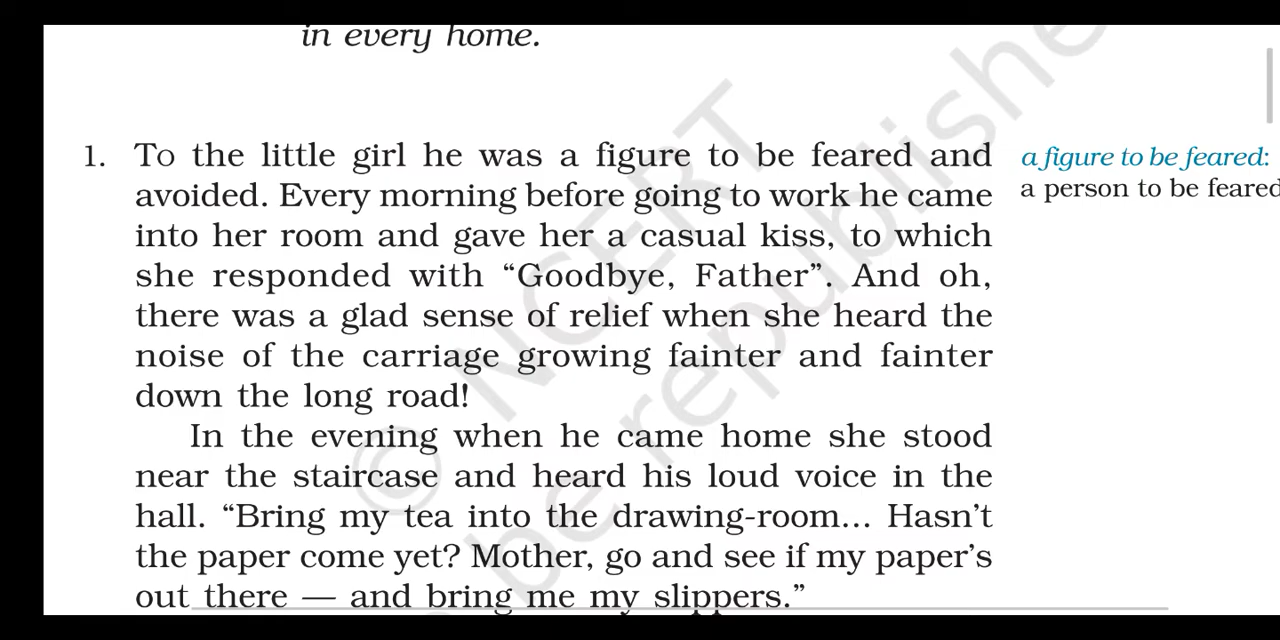 in every home.
1. To the little girl he was a figure to be feared and
avoided. Every morning before going to work he came
into her room and gave her a casual kiss, to which
she responded with “Goodbye, Father”. And oh,
there was a glad sense of relief when she heard the
noise of the carriage growing fainter and fainter
down the long road!
In the evening when he came home she stood
near the staircase and heard his loud voice in the
hall. “Bring my tea into the drawing-room... Hasn’t
the paper come yet? Mother, go and see if my paper’s
out there — and bring me my slippers.”
a figure to be feared:
a person to be feared
© NCERT
be republishe